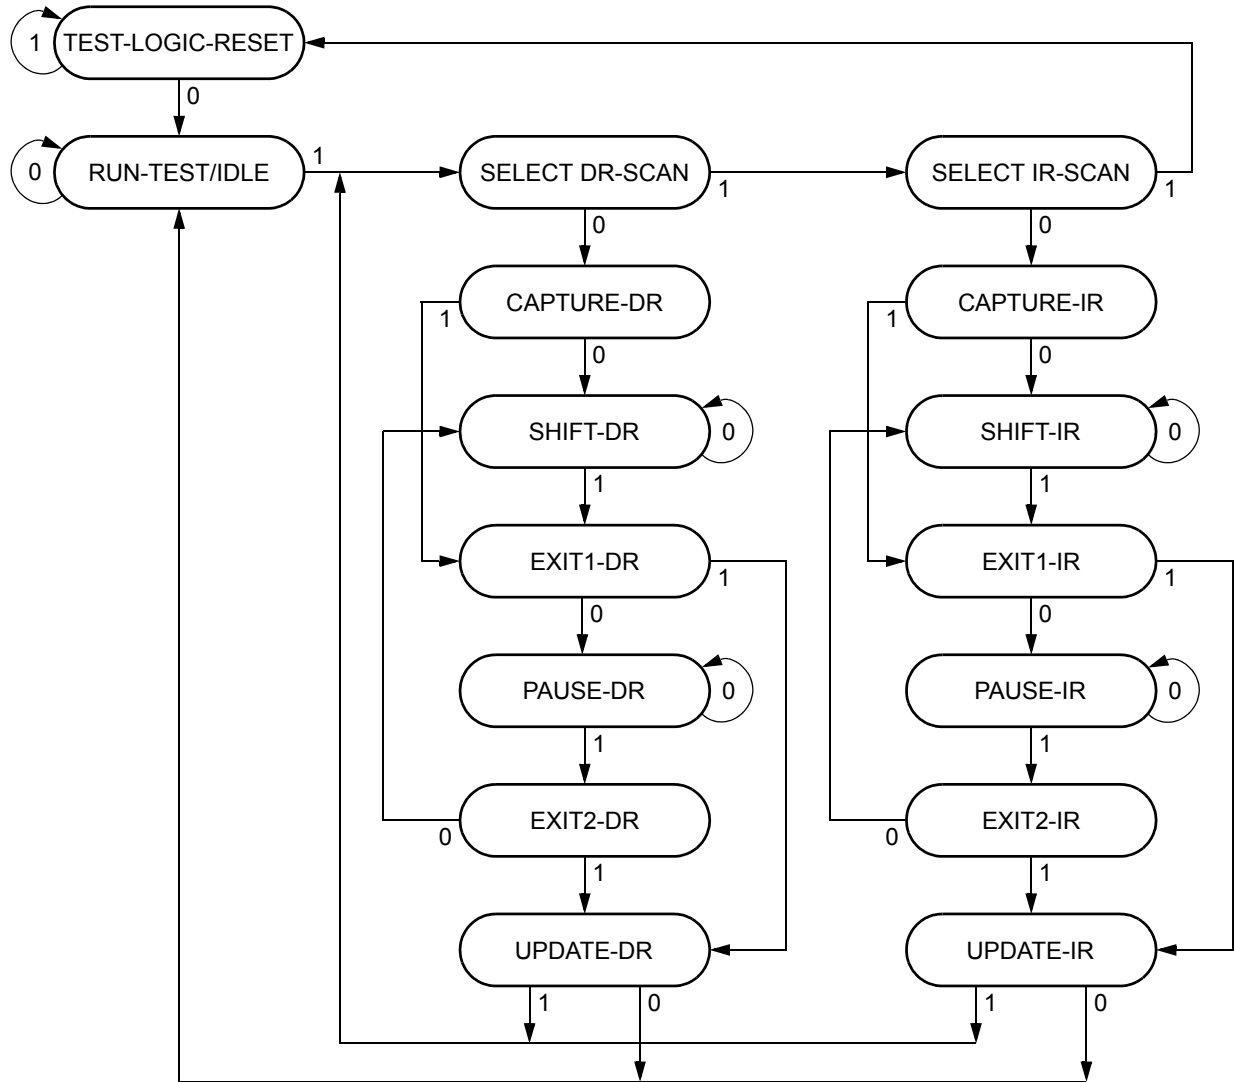 1 TEST-LOGIC-RESET
0
0 RUN-TEST/IDLE 1 SELECT DR-SCAN 1 SELECT IR-SCAN 1
0 0
CAPTURE-DR CAPTURE-IR
1 1
0 0
SHIFT-DR 0 SHIFT-IR 0
1 1
EXIT1-DR 1 EXIT1-IR 1
0 0
PAUSE-DR 0 PAUSE-IR 0
1 1
0 EXIT2-DR 0 EXIT2-IR
1 1
UPDATE-DR UPDATE-IR
1 0 1 0